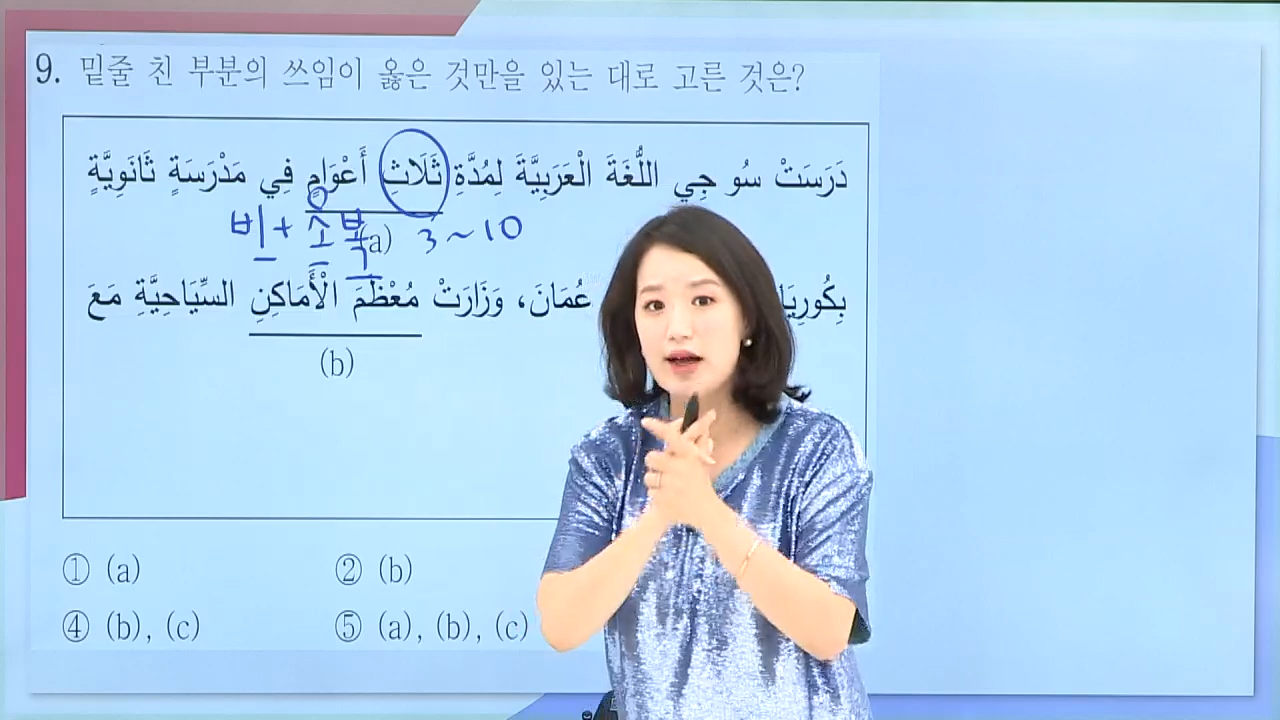 9. 밑줄 친 부분의 쓰임이 옳은 것만을 있는 대로 고른 것은?
دَرَسَتْ سُو جِي اللُّغَةَ الْعَرَبِيَّةَ لِمُدَّةِ ثَلَاثِ أَعْوَامٍ فِي مَدْرَسَةٍ ثَانَوِيَّةٍ
비 + 소 복 (a) 3 ~ 10
عُمَانَ، وَزَارَتْ مُعْظَمَ الْأَمَاكِنِ السِّيَاحِيَّةِ مَعَ
(b)
① (a) ② (b)
④ (b), (c) ⑤ (a), (b), (c)